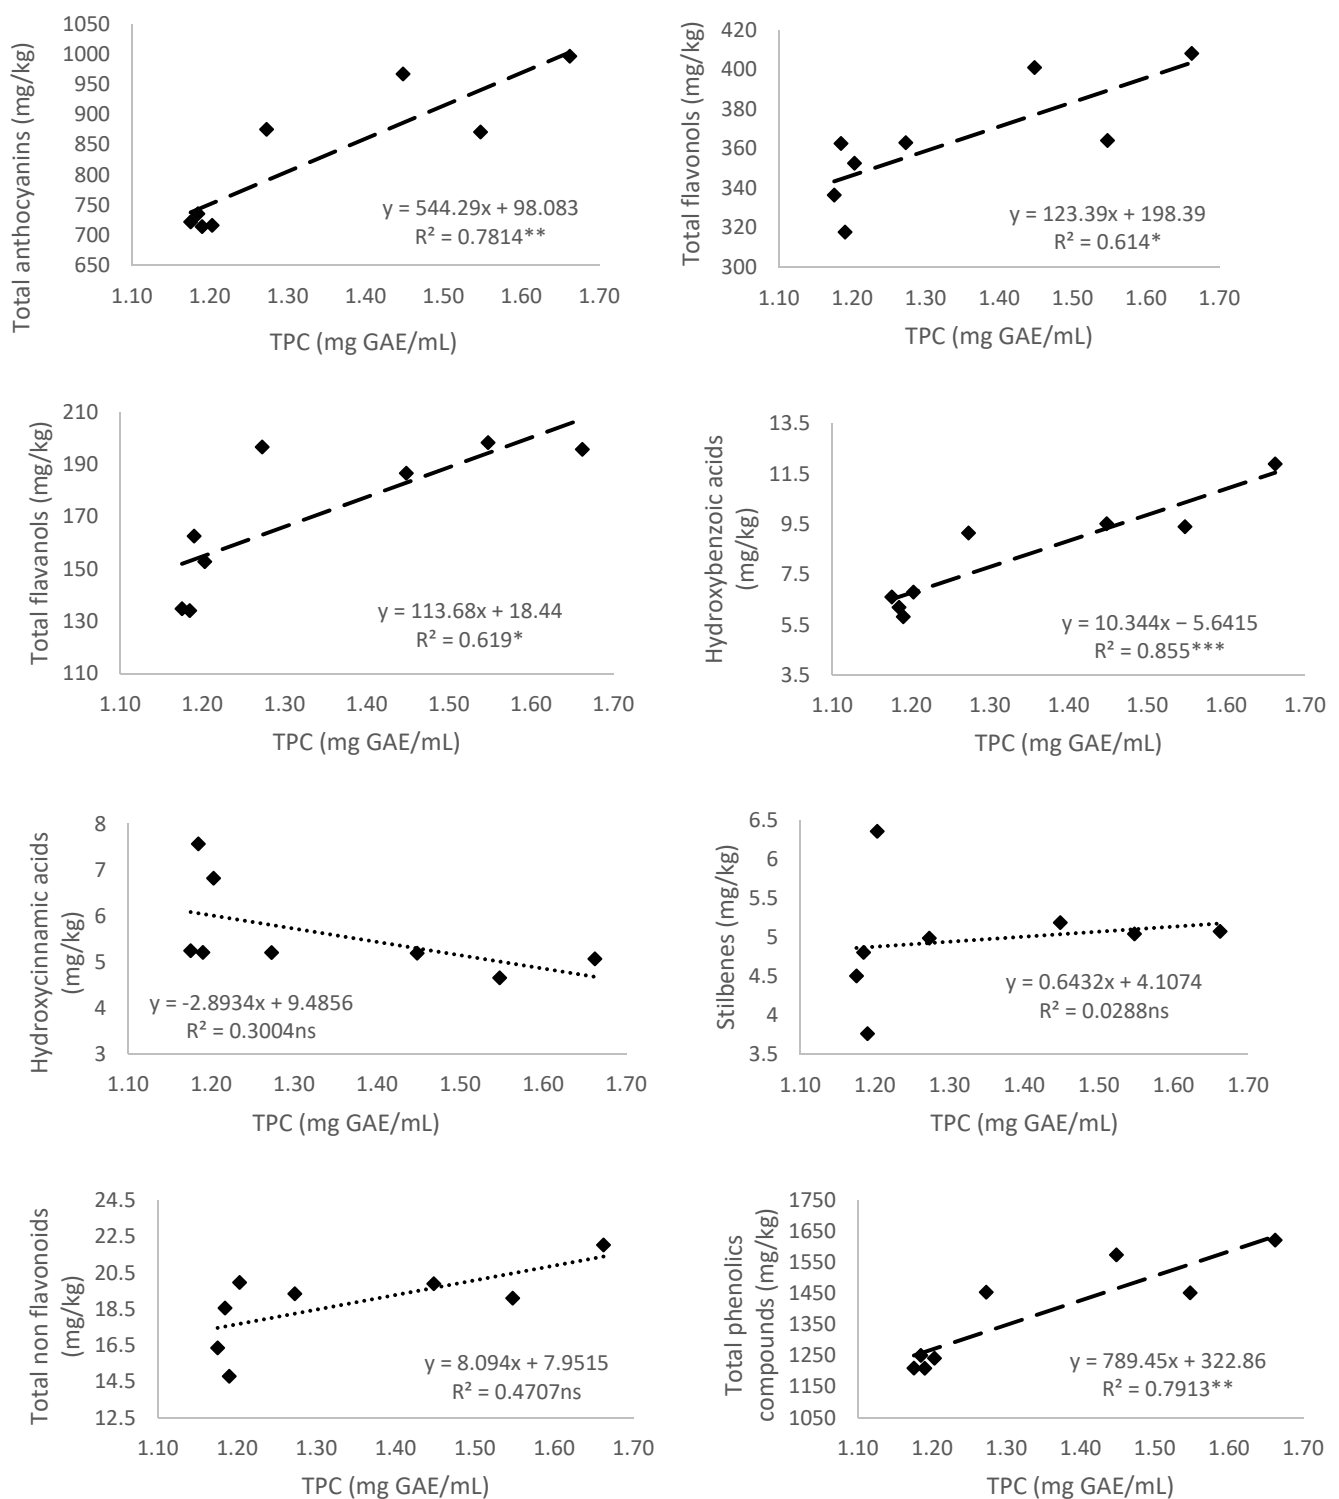 Total anthocyanins (mg/kg)
1050
1000
950
900
850
800
750
700
650
y = 544.29x + 98.083
R² = 0.7814**
1.10 1.20 1.30 1.40 1.50 1.60 1.70
TPC (mg GAE/mL)
Total flavonols (mg/kg)
420
400
380
360
340
320
300
y = 123.39x + 198.39
R² = 0.614*
1.10 1.20 1.30 1.40 1.50 1.60 1.70
TPC (mg GAE/mL)
Total flavanols (mg/kg)
210
190
170
150
130
110
y = 113.68x + 18.44
R² = 0.619*
1.10 1.20 1.30 1.40 1.50 1.60 1.70
TPC (mg GAE/mL)
Hydroxybenzoic acids
(mg/kg)
13.5
11.5
9.5
7.5
5.5
3.5
y = 10.344x – 5.6415
R² = 0.855***
1.10 1.20 1.30 1.40 1.50 1.60 1.70
TPC (mg GAE/mL)
Hydroxycinnamic acids
(mg/kg)
8
7
6
5
4
3
y = -2.8934x + 9.4856
R² = 0.3004ns
1.10 1.20 1.30 1.40 1.50 1.60 1.70
TPC (mg GAE/mL)
Stilbenes (mg/kg)
6.5
6
5.5
5
4.5
4
3.5
y = 0.6432x + 4.1074
R² = 0.0288ns
1.10 1.20 1.30 1.40 1.50 1.60 1.70
TPC (mg GAE/mL)
Total non flavonoids
(mg/kg)
24.5
22.5
20.5
18.5
16.5
14.5
12.5
y = 8.094x + 7.9515
R² = 0.4707ns
1.10 1.20 1.30 1.40 1.50 1.60 1.70
TPC (mg GAE/mL)
Total phenolics
compounds (mg/kg)
1750
1650
1550
1450
1350
1250
1150
1050
y = 789.45x + 322.86
R² = 0.7913**
1.10 1.20 1.30 1.40 1.50 1.60 1.70
TPC (mg GAE/mL)